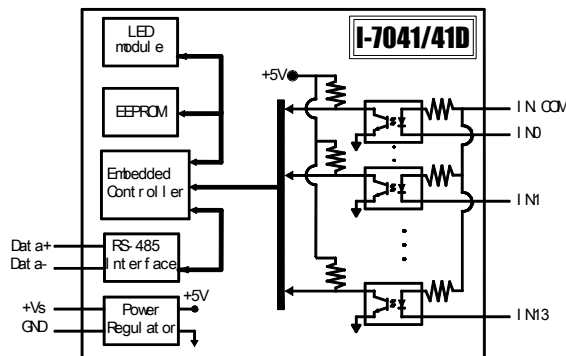 I-7041/41D
LED
module
EEPROM
Embedded
Controller
Data+
Data-
RS-485
Interface
+Vs
GND
Power
Regulator
+5V
+5V
IN.COM
IN0
IN1
IN13